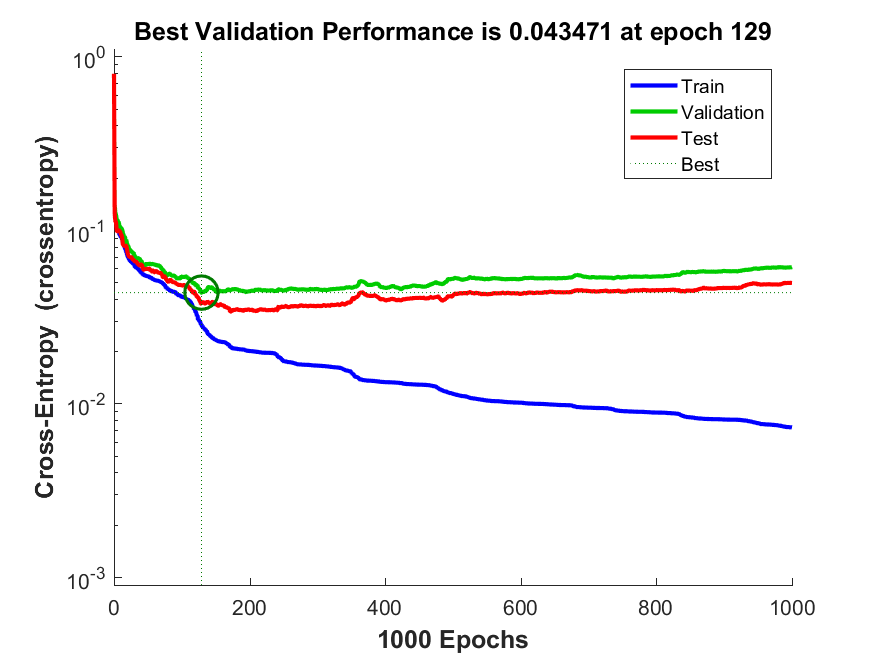 Best Validation Performance is 0.043471 at epoch 129
Cross-Entropy (crossentropy)
10^0
10^-1
10^-2
10^-3
Train
Validation
Test
Best
0 200 400 600 800 1000
1000 Epochs